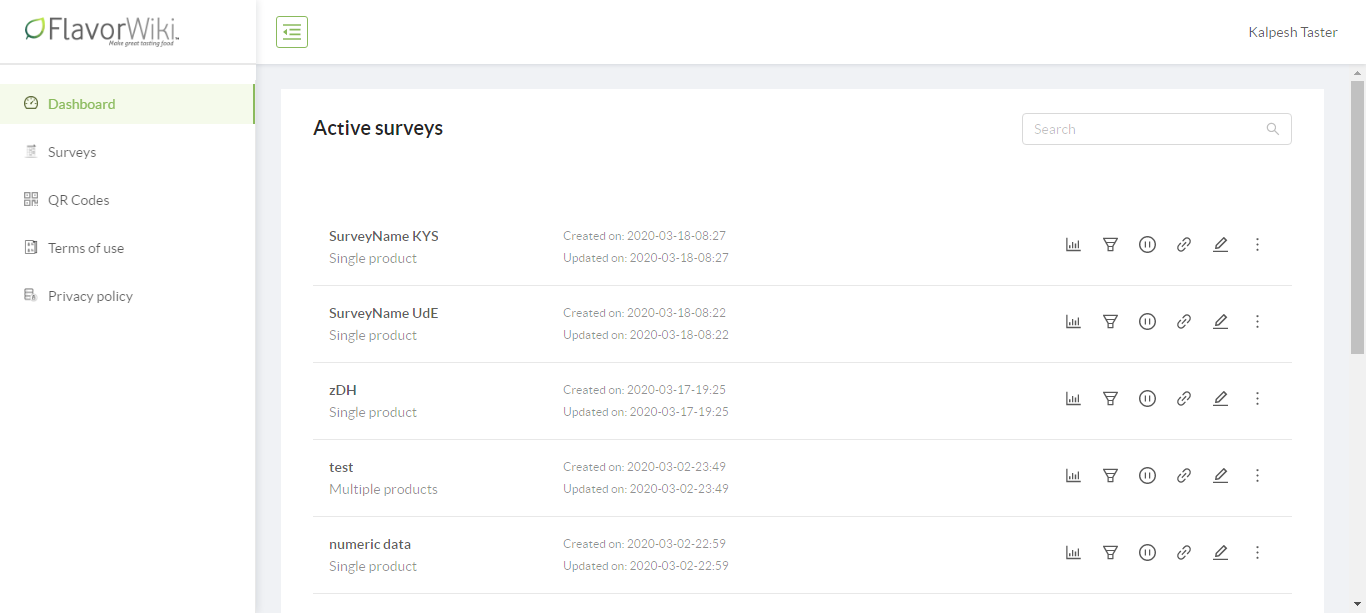 FlavorWiki
Make great tasting food
Kalpesh Taster
Dashboard
Surveys
QR Codes
Terms of use
Privacy policy
Active surveys
Search
SurveyName KYS
Single product
Created on: 2020-03-18-08:27
Updated on: 2020-03-18-08:27
SurveyName UdE
Single product
Created on: 2020-03-18-08:22
Updated on: 2020-03-18-08:22
zDH
Single product
Created on: 2020-03-17-19:25
Updated on: 2020-03-17-19:25
test
Multiple products
Created on: 2020-03-02-23:49
Updated on: 2020-03-02-23:49
numeric data
Single product
Created on: 2020-03-02-22:59
Updated on: 2020-03-02-22:59